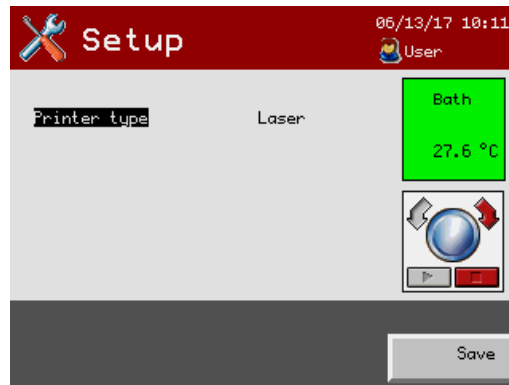 Setup
06/13/17 10:11
User
Printer type
Laser
Bath
27.6 °C
Save